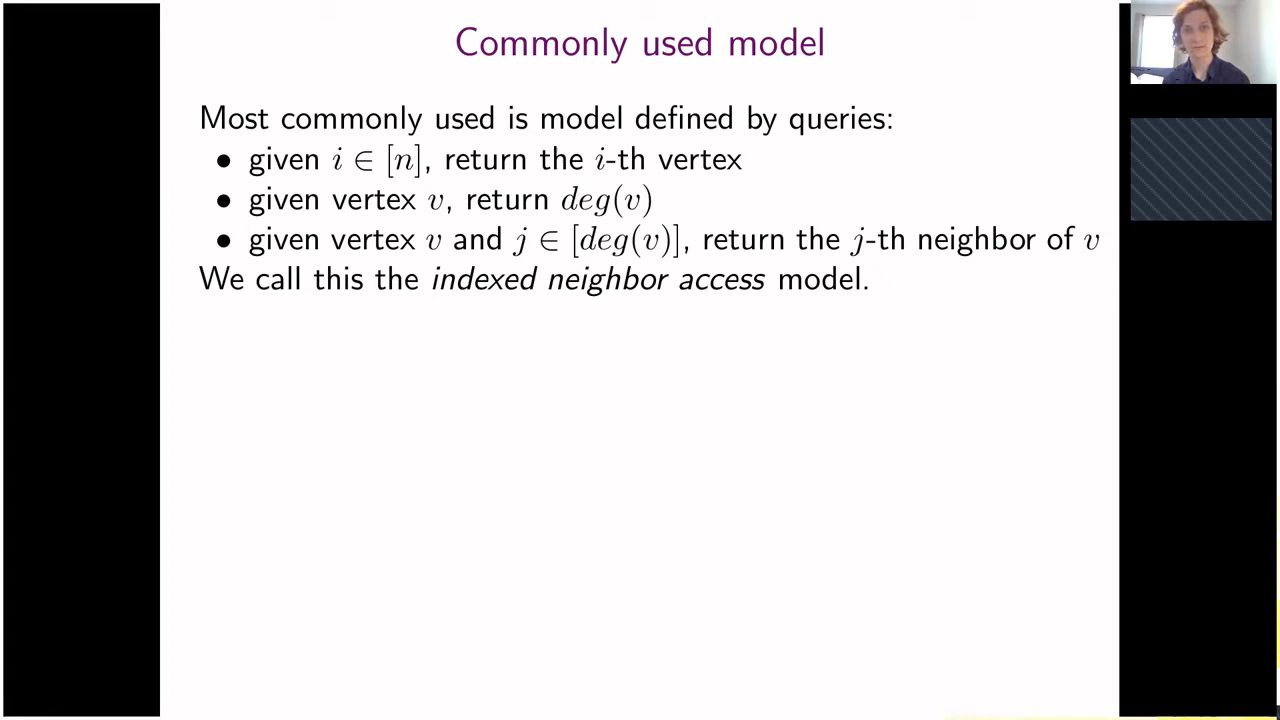 Commonly used model
Most commonly used is model defined by queries:
• given i ∈ [n], return the i-th vertex
• given vertex v, return deg(v)
• given vertex v and j ∈ [deg(v)], return the j-th neighbor of v
We call this the indexed neighbor access model.